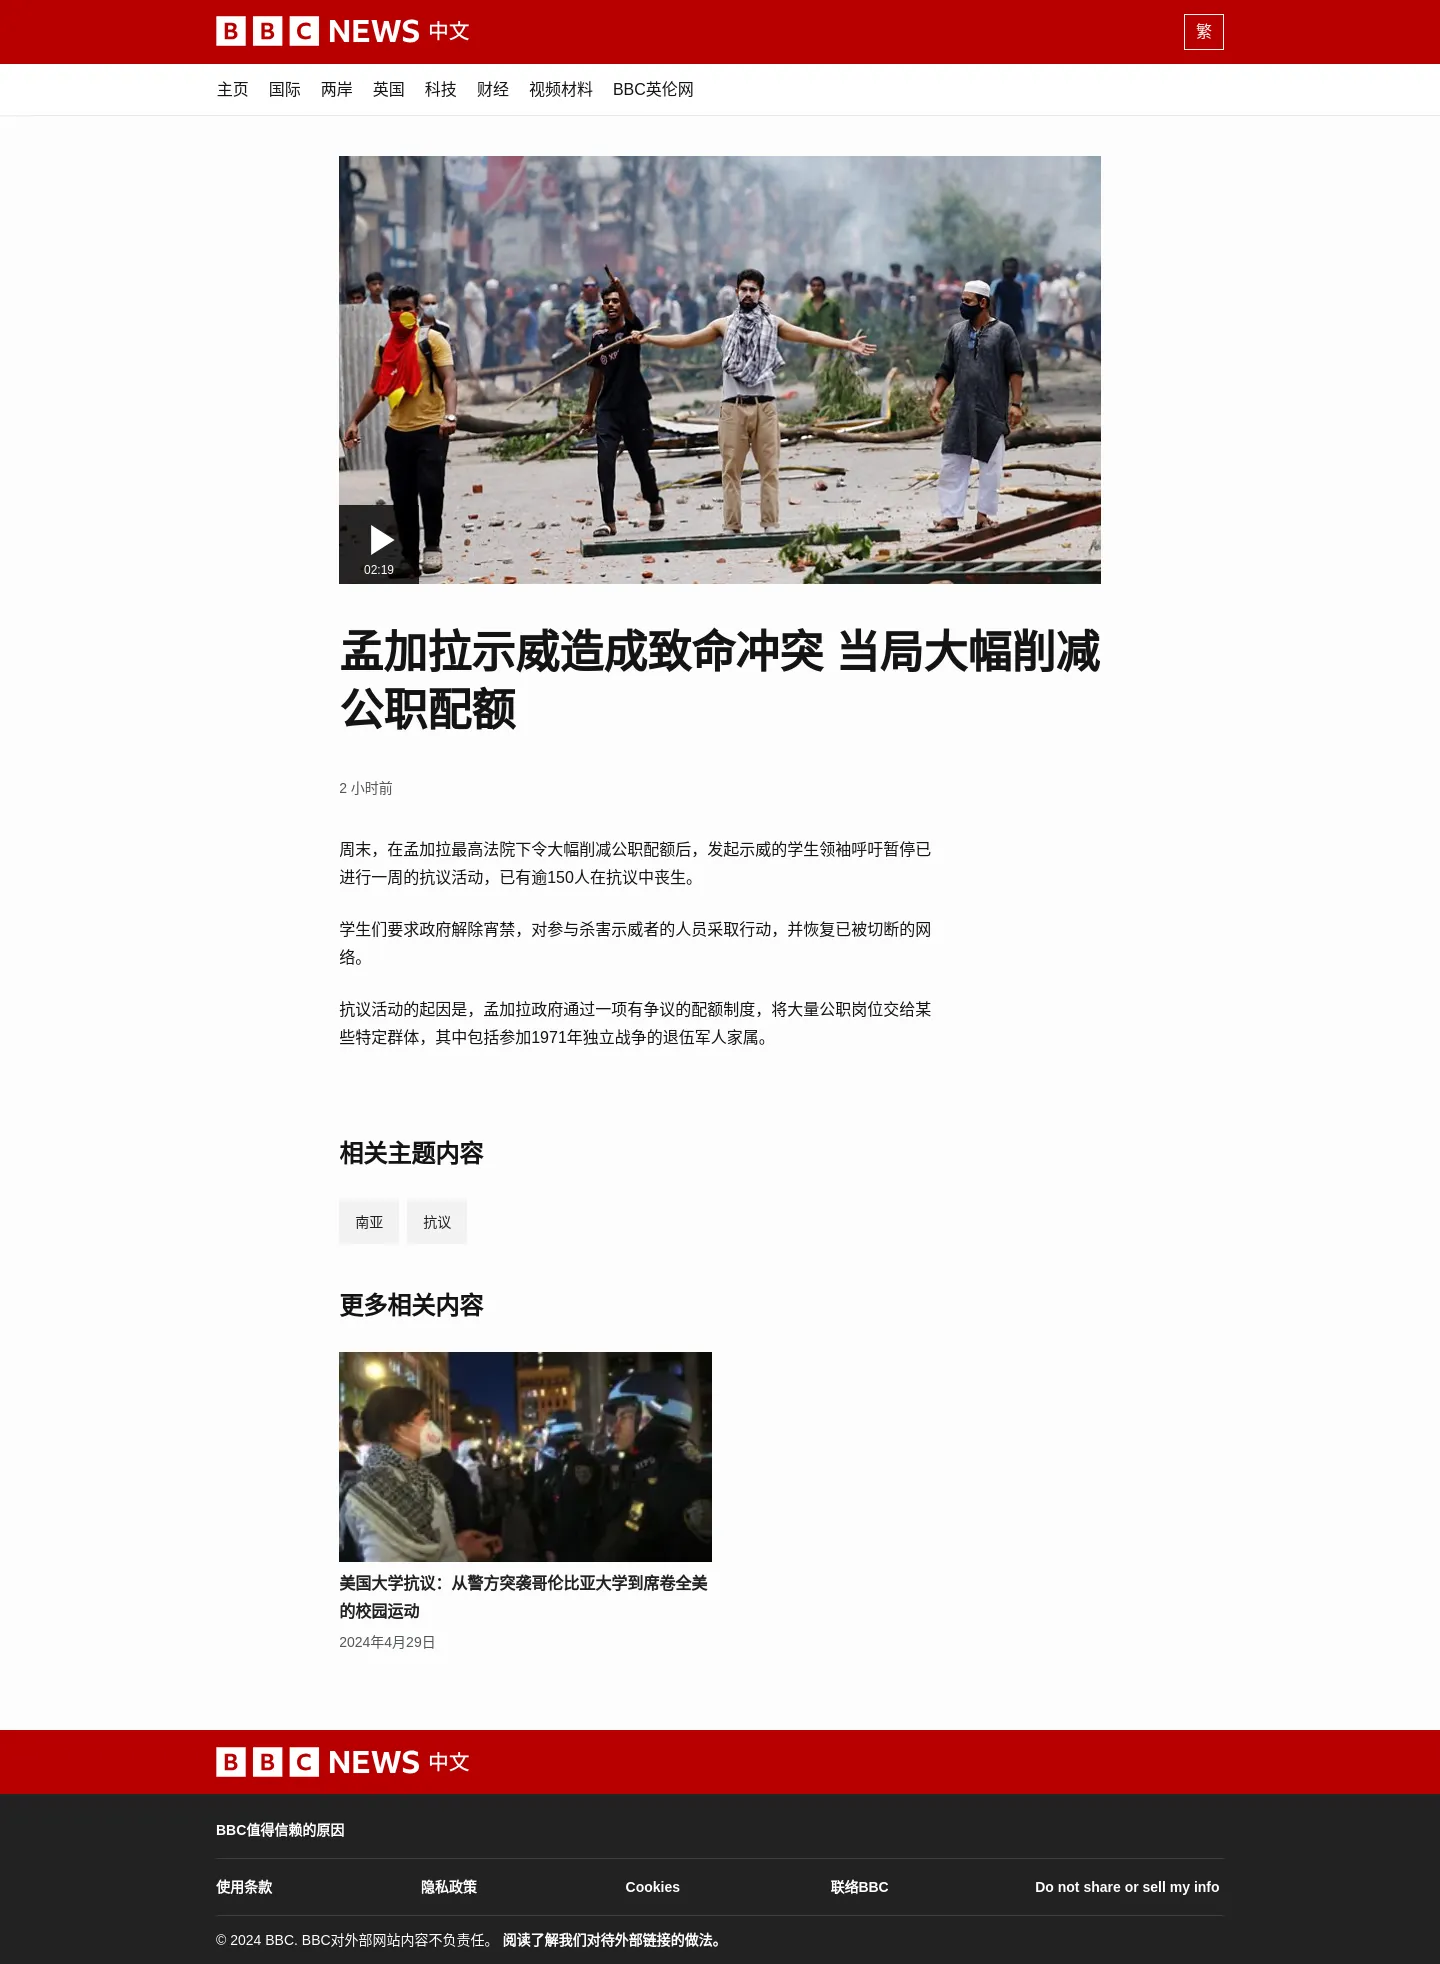 BBC NEWS 中文
繁
主页 国际 两岸 英国 科技 财经 视频材料 BBC英伦网
02:19
孟加拉示威造成致命冲突 当局大幅削减
公职配额
2 小时前
周末，在孟加拉最高法院下令大幅削减公职配额后，发起示威的学生领袖呼吁暂停已
进行一周的抗议活动，已有逾150人在抗议中丧生。
学生们要求政府解除宵禁，对参与杀害示威者的人员采取行动，并恢复已被切断的网
络。
抗议活动的起因是，孟加拉政府通过一项有争议的配额制度，将大量公职岗位交给某
些特定群体，其中包括参加1971年独立战争的退伍军人家属。
相关主题内容
南亚 抗议
更多相关内容
美国大学抗议：从警方突袭哥伦比亚大学到席卷全美
的校园运动
2024年4月29日
BBC NEWS 中文
BBC值得信赖的原因
使用条款 隐私政策 Cookies 联络BBC Do not share or sell my info
© 2024 BBC. BBC对外部网站内容不负责任。 阅读了解我们对待外部链接的做法。